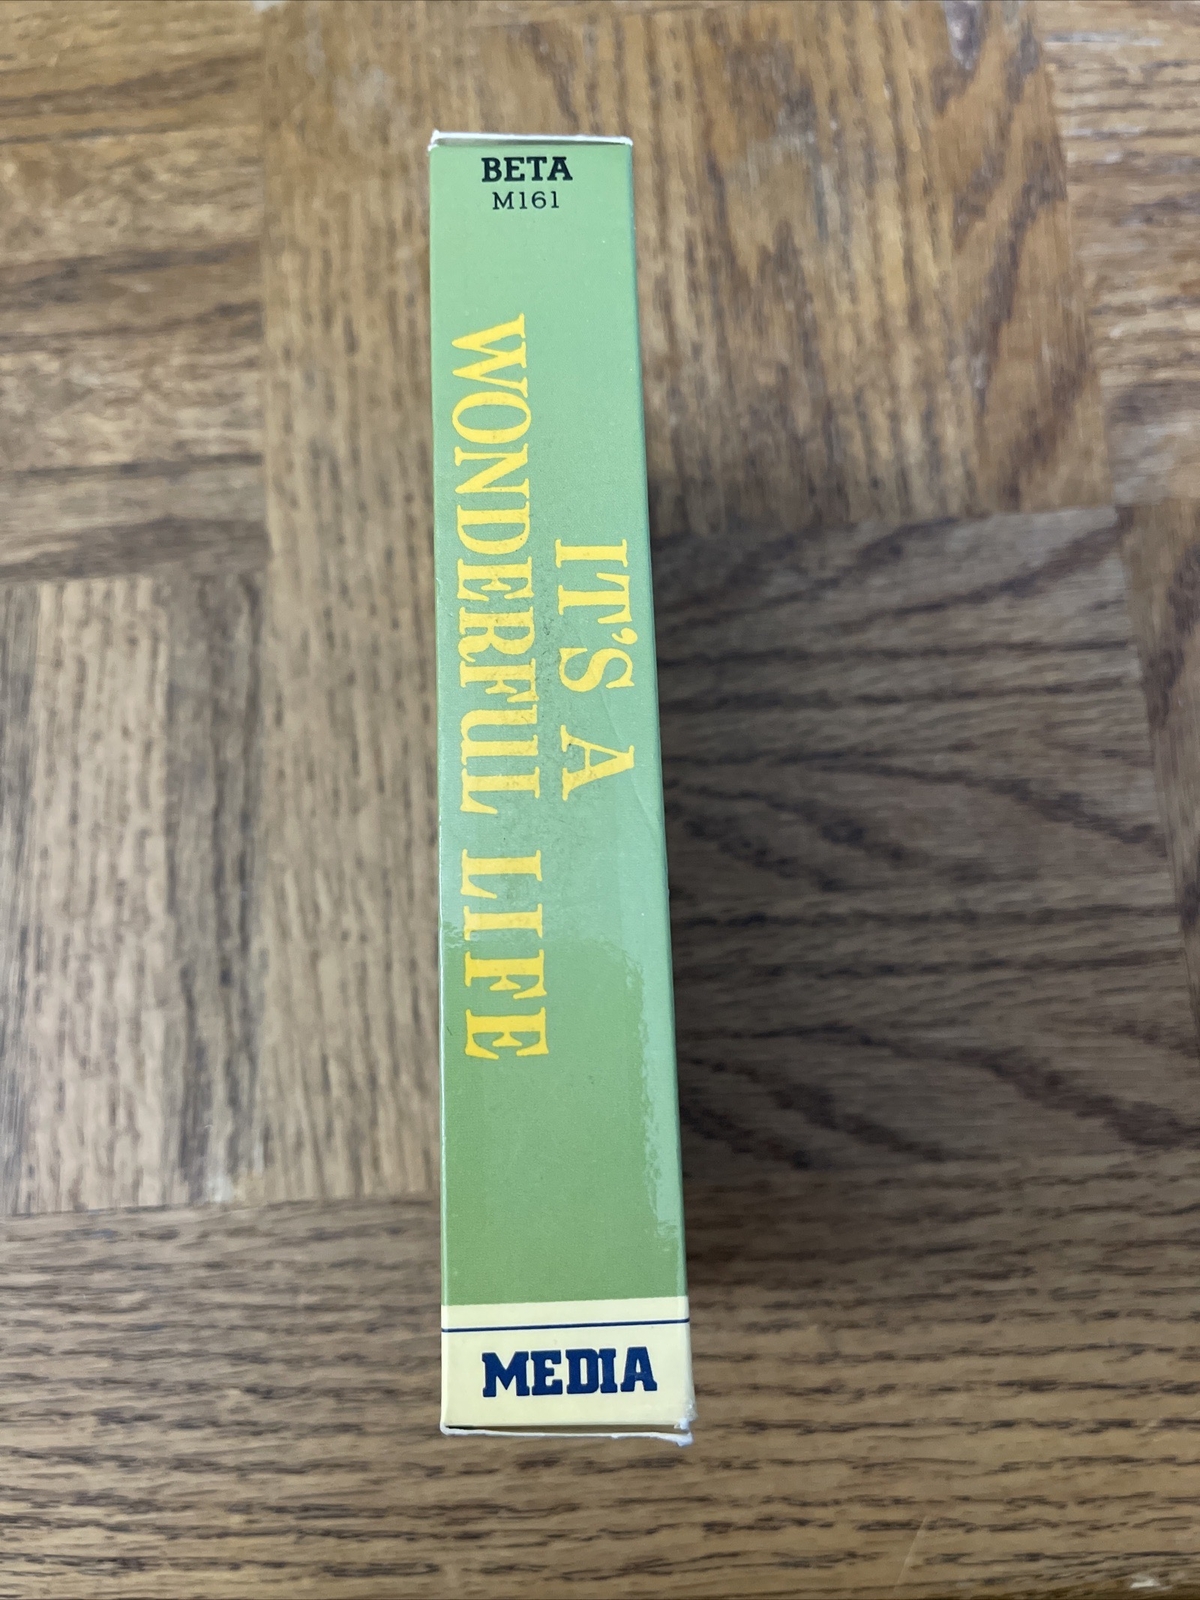 BETA
M161
IT'S A
WONDERFUL LIFE
MEDIA